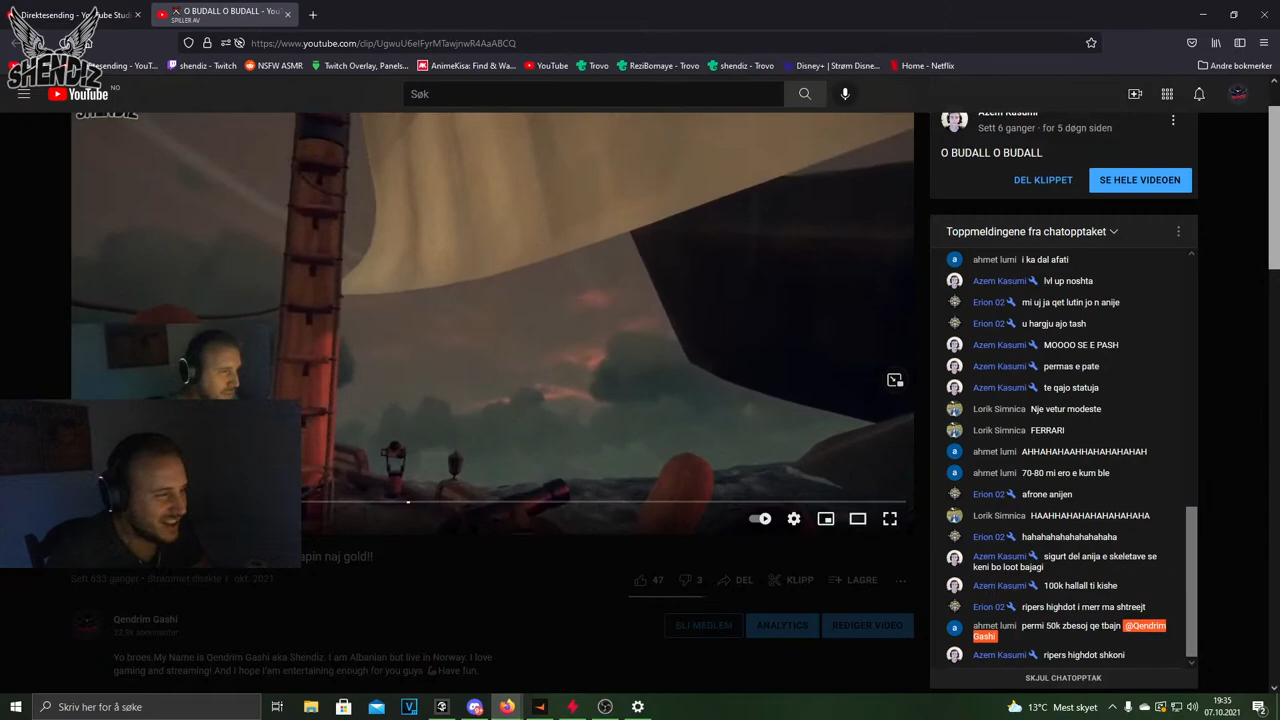 Direktesending - YouTube Studi
O BUDALL O BUDALL - YouT
SPILLER AV
https://www.youtube.com/clip/UgwuU6eIFyrMTawjnwR4AaABCQ
ending - YouT...
shendiz - Twitch
NSFW ASMR
Twitch Overlay, Panels...
AnimeKisa: Find & Wa...
YouTube
Trovo
ReziBomaye - Trovo
shendiz - Trovo
Disney+ | Strøm Disne...
Home - Netflix
Andre bokmerker
SHENDIZ
YouTube NO
Søk
SHENDIZ
Azem Kasumi
Sett 6 ganger · for 5 døgn siden
O BUDALL O BUDALL
DEL KLIPPET
SE HELE VIDEOEN
Toppmeldingene fra chatopptaket
ahmet lumi i ka dal afati
Azem Kasumi lvl up noshta
Erion 02 mi uj ja qet lutin jo n anije
Erion 02 u hargju ajo tash
Azem Kasumi MOOOO SE E PASH
Azem Kasumi permas e pate
Azem Kasumi te qajo statuja
Lorik Simnica Nje vetur modeste
Lorik Simnica FERRARI
ahmet lumi AHHAHAHAAHHAHAHAHAHAH
ahmet lumi 70-80 mi ero e kum ble
Erion 02 afrone anijen
Lorik Simnica HAAHHAHAHAHAHAHAHA
Erion 02 hahahahahahahahaha
Azem Kasumi sigurt del anija e skeletave se
keni bo loot bajagi
Azem Kasumi 100k hallall ti kishe
Erion 02 ripers highdot i merr ma shtreejt
ahmet lumi permi 50k zbesoj qe tbajn @Qendrim
Gashi
Azem Kasumi ripers highdot shkoni
SKJUL CHATOPPTAK
apin naj gold!!
Sett 633 ganger • Strømmet direkte 1. okt. 2021
47
3
DEL
KLIPP
LAGRE
Qendrim Gashi
BLI MEDLEM
ANALYTICS
REDIGER VIDEO
Yo broes.My Name is Qendrim Gashi aka Shendiz. I am Albanian but live in Norway. I love
gaming and streaming! And I hope I'am entertaining enough for you guys Have fun.
Skriv her for å søke
13°C Mest skyet
19:35
07.10.2021
2